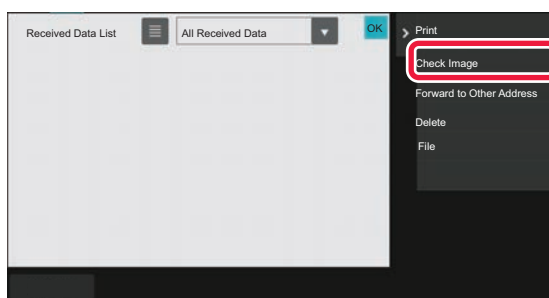 Received Data List
All Received Data
OK
Print
Check Image
Forward to Other Address
Delete
File